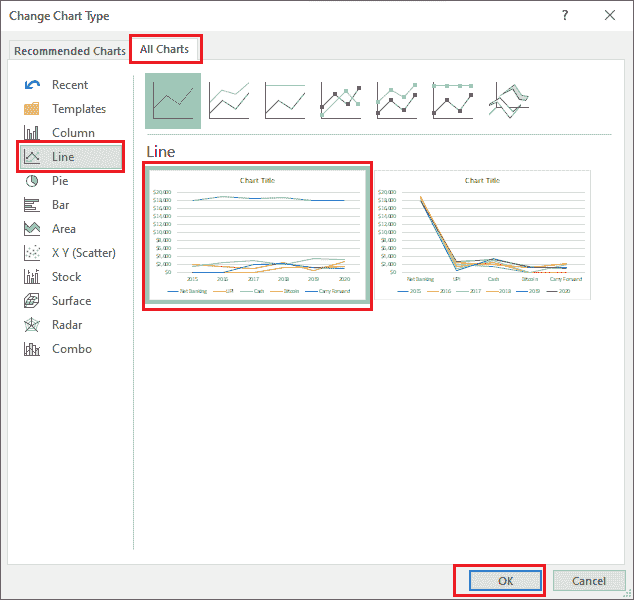 Change Chart Type
?
Recommended Charts
All Charts
Recent
Templates
Column
Line
Pie
Bar
Area
X Y (Scatter)
Stock
Surface
Radar
Combo
Line
Chart Title
$20,000
$18,000
$16,000
$14,000
$12,000
$10,000
$8,000
$6,000
$4,000
$2,000
$0
2015 2016 2017 2018 2019 2020
Net Banking UPI Cash Bitcoin Carry Forward
Chart Title
$20,000
$18,000
$16,000
$14,000
$12,000
$10,000
$8,000
$6,000
$4,000
$2,000
$0
Net Banking UPI Cash Bitcoin Carry Forward
2015 2016 2017 2018 2019 2020
OK
Cancel